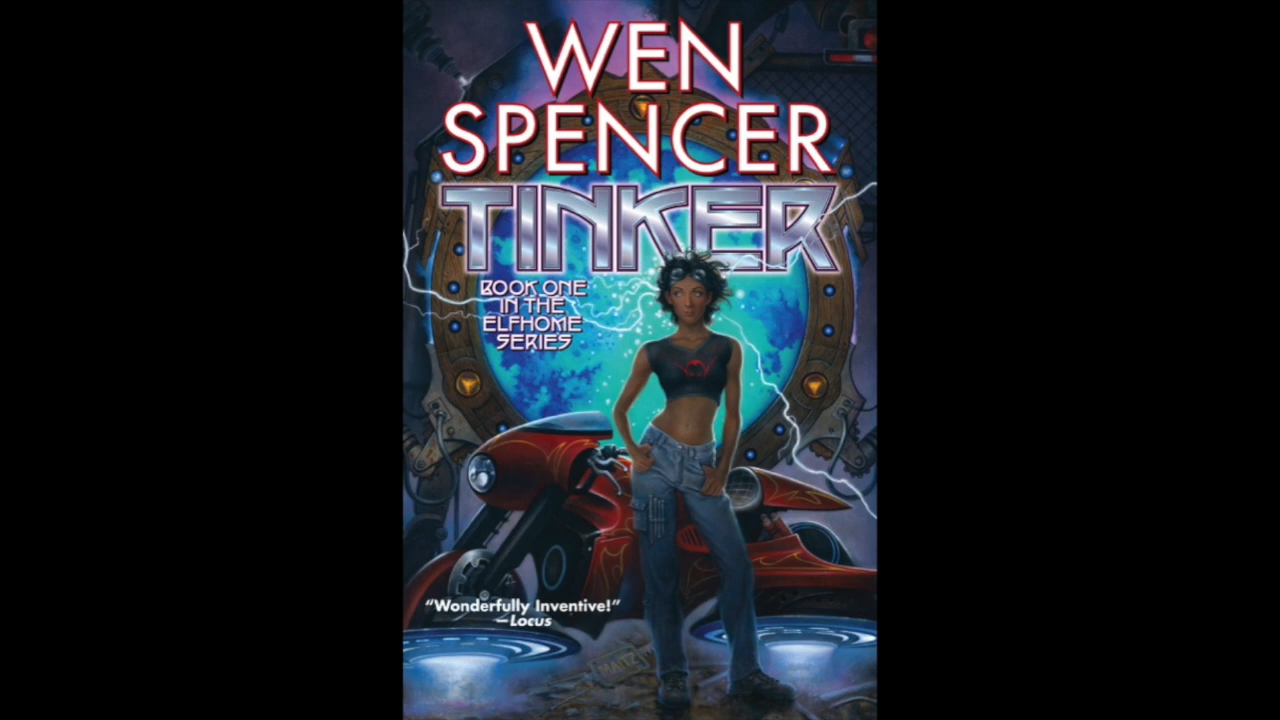 WEN
SPENCER
TINKER
BOOK ONE
IN THE
ELFHOME
SERIES
“Wonderfully Inventive!”
—Locus